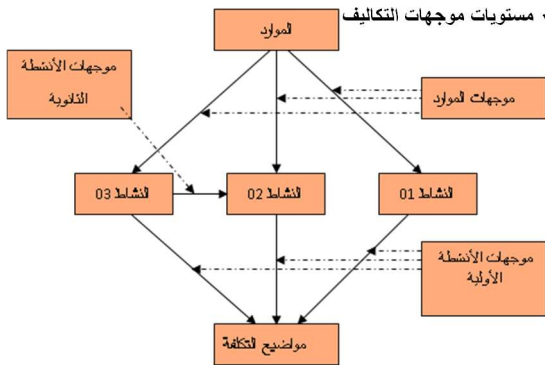 مستويات موجهات التكاليف
الموارد
موجهات الأنشطة
الثانوية
موجهات الموارد
النشاط 03
النشاط 02
النشاط 01
موجهات الأنشطة
الأولية
مواضيع التكلفة